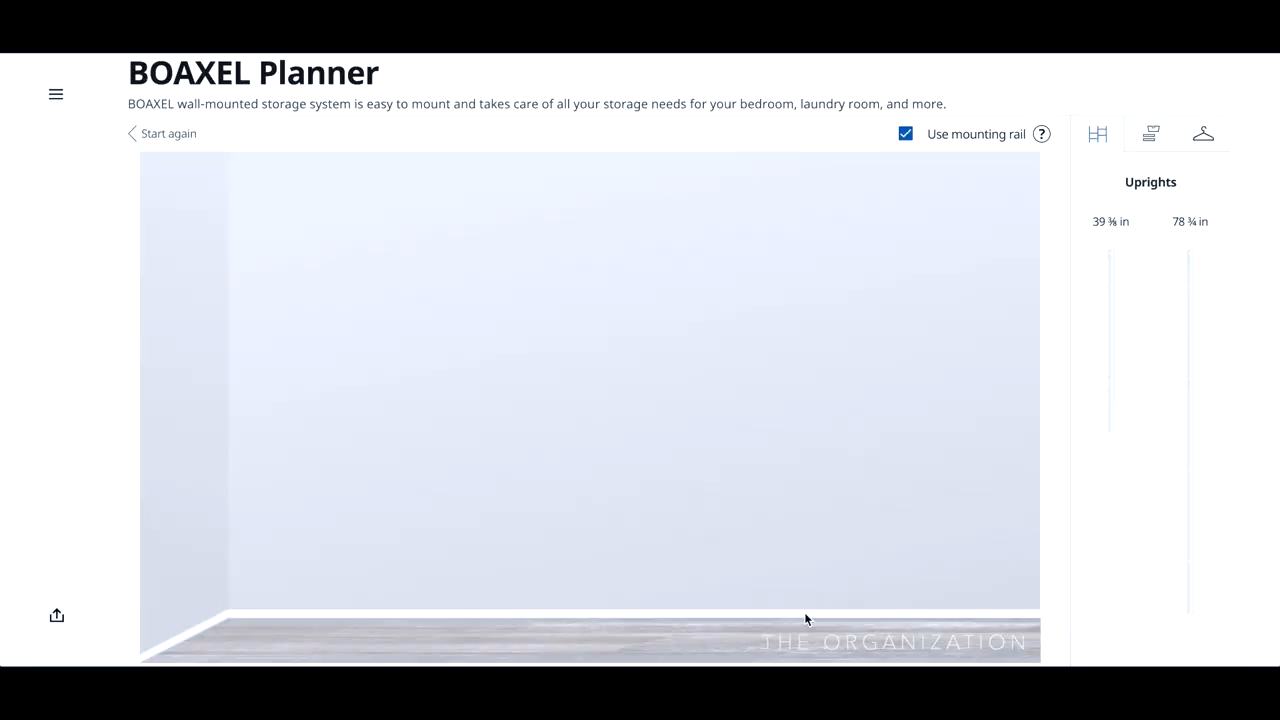 BOAXEL Planner
BOAXEL wall-mounted storage system is easy to mount and takes care of all your storage needs for your bedroom, laundry room, and more.
Start again
Use mounting rail ?
Uprights
39 ⅜ in 78 ¾ in
THE ORGANIZATION